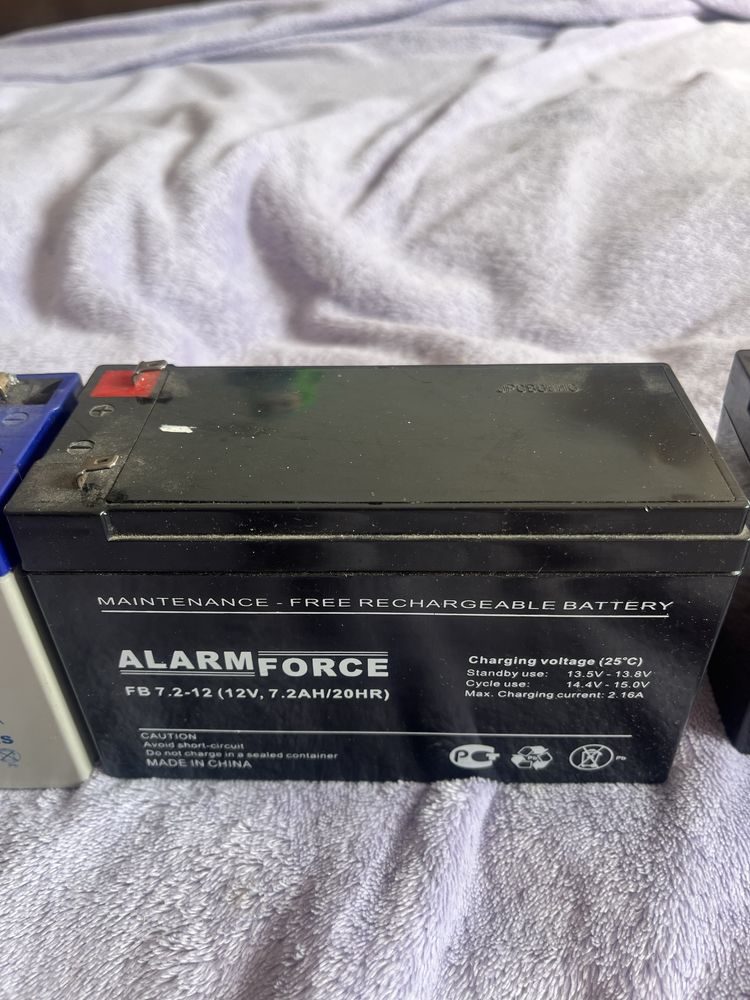 MAINTENANCE - FREE RECHARGEABLE BATTERY
ALARMFORCE
FB 7.2-12 (12V, 7.2AH/20HR)
Charging voltage (25°C)
Standby use: 13.5V - 13.8V
Cycle use: 14.4V - 15.0V
Max. Charging current: 2.16A
CAUTION
Avoid short-circuit
Do not charge in a sealed container
MADE IN CHINA
Pb